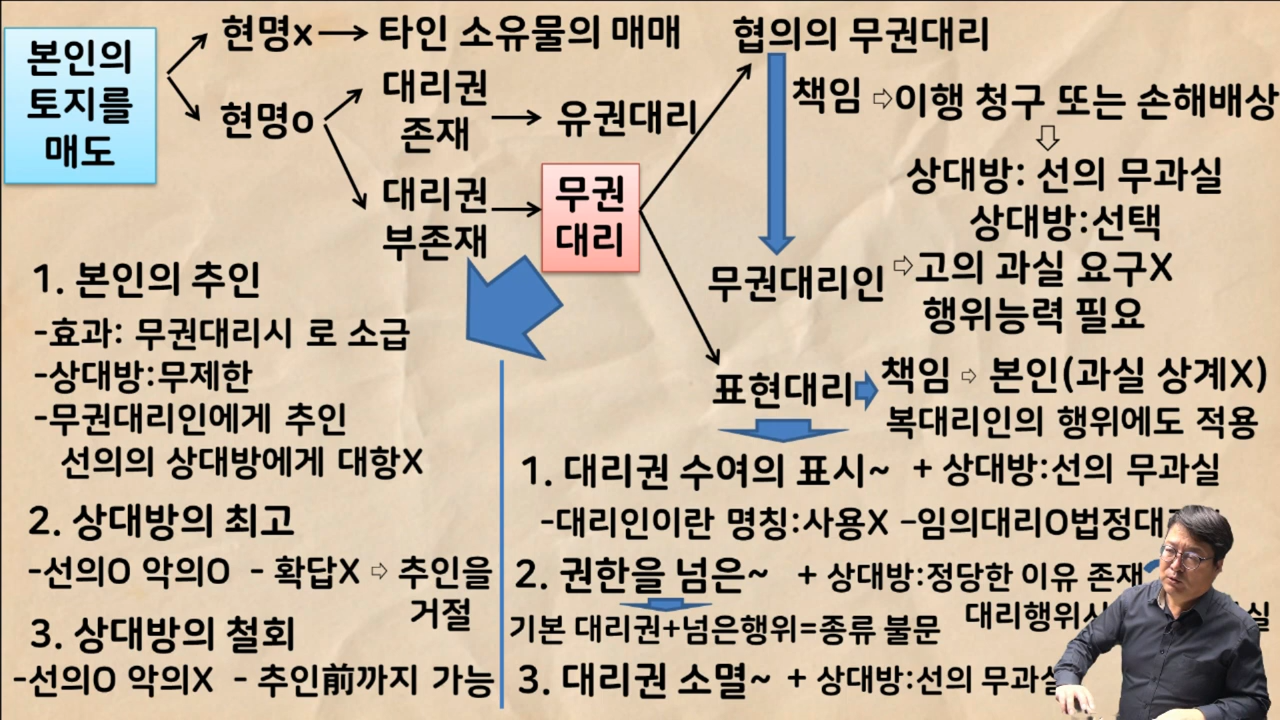 본인의
토지를
매도
현명x → 타인 소유물의 매매
현명o
대리권
존재 → 유권대리
대리권
부존재 → 무권
대리
협의의 무권대리
책임 ⇨이행 청구 또는 손해배상
상대방: 선의 무과실
상대방:선택
무권대리인 ⇨고의 과실 요구X
행위능력 필요
표현대리 책임 ⇨ 본인(과실 상계X)
복대리인의 행위에도 적용
1. 본인의 추인
-효과: 무권대리시 로 소급
-상대방:무제한
-무권대리인에게 추인
선의의 상대방에게 대항X
2. 상대방의 최고
-선의O 악의O - 확답X ⇨ 추인을
거절
3. 상대방의 철회
-선의O 악의X - 추인前까지 가능
1. 대리권 수여의 표시~ + 상대방:선의 무과실
-대리인이란 명칭:사용X -임의대리O법정대
2. 권한을 넘은~ + 상대방:정당한 이유 존재
대리행위시
기본 대리권+넘은행위=종류 불문
3. 대리권 소멸~ + 상대방:선의 무과실